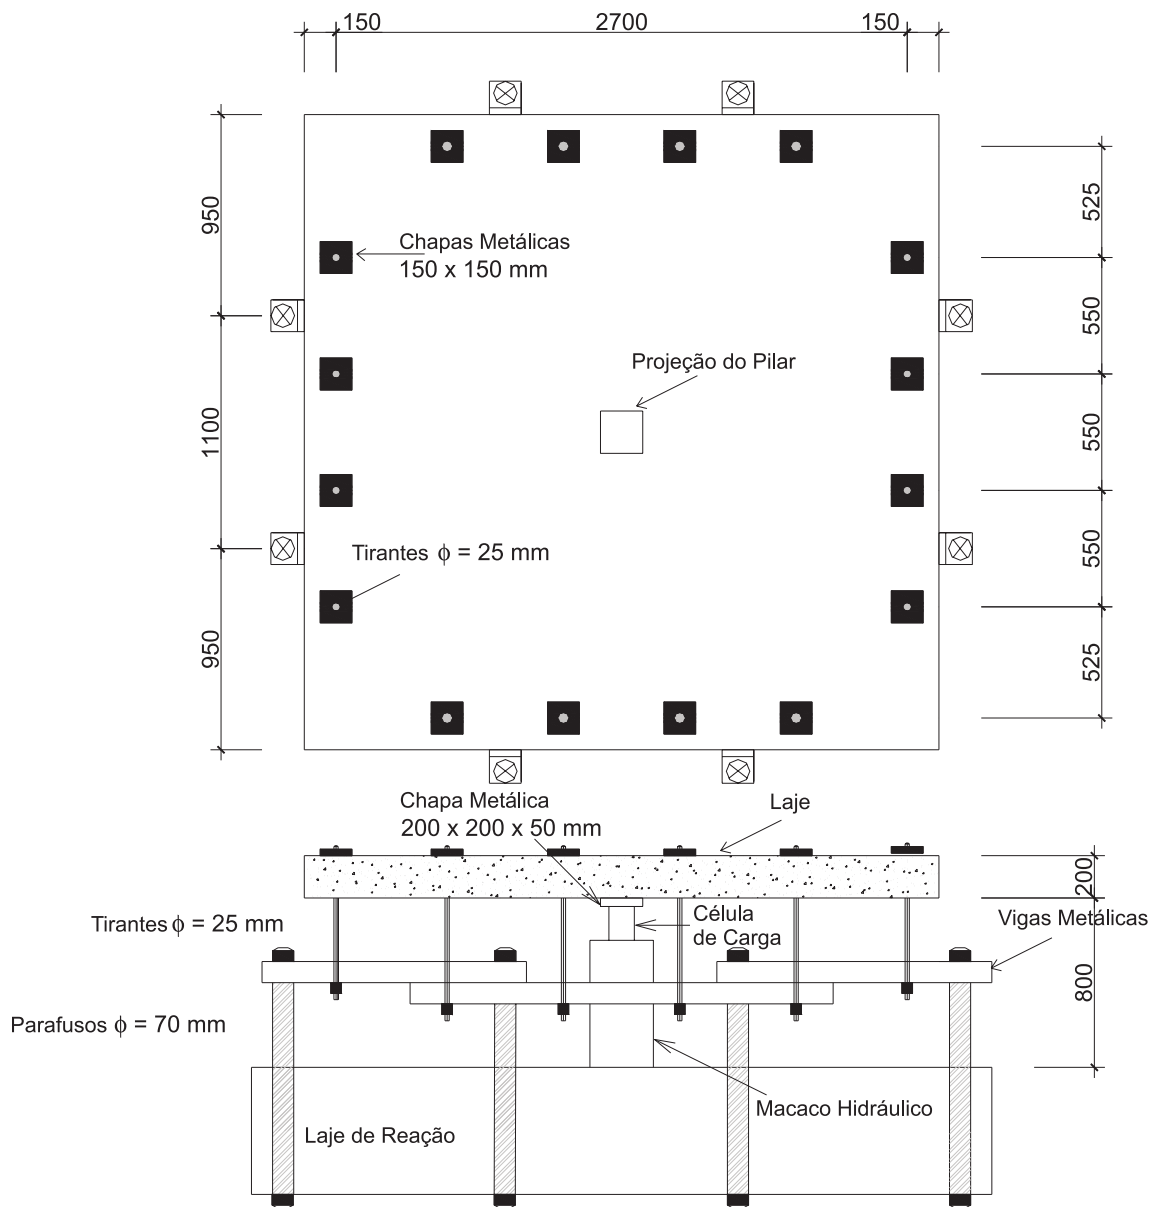 150
2700
150
950
1100
950
525
550
550
550
525
Chapas Metálicas
150 x 150 mm
Projeção do Pilar
Tirantes ϕ = 25 mm
Chapa Metálica
200 x 200 x 50 mm
Laje
200
800
Tirantes ϕ = 25 mm
Célula
de Carga
Vigas Metálicas
Parafusos ϕ = 70 mm
Macaco Hidráulico
Laje de Reação